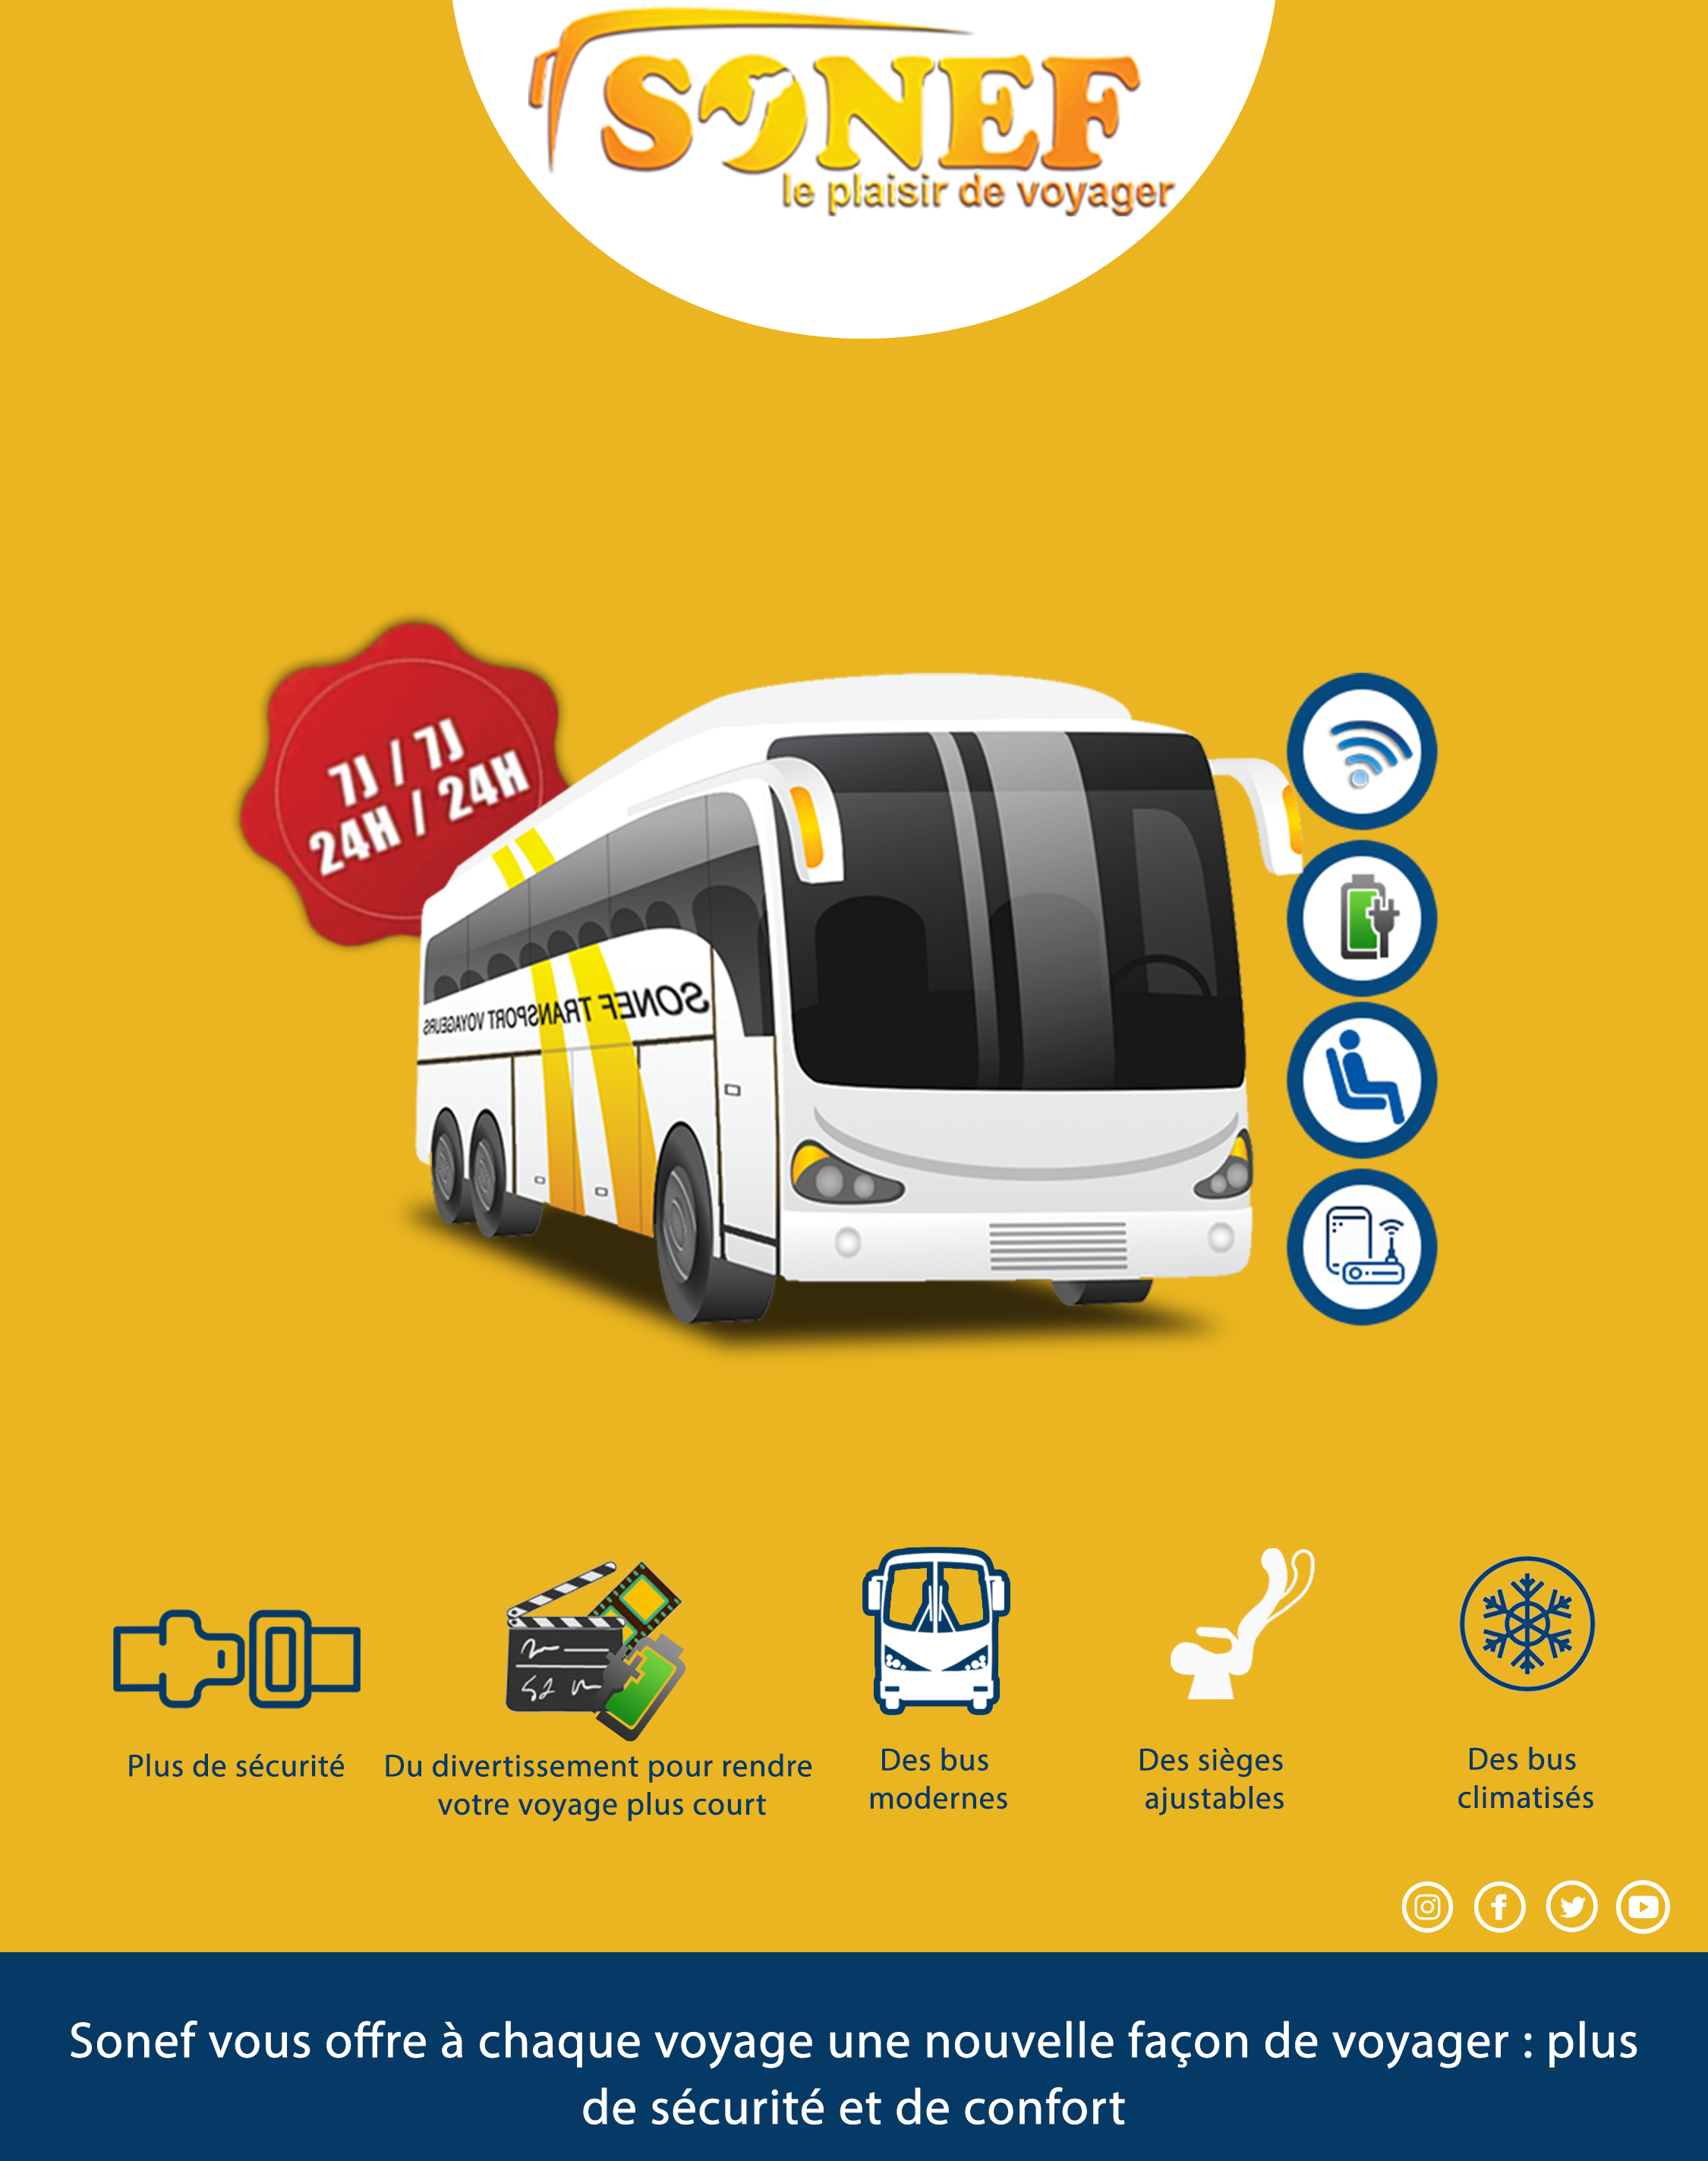 SONEF
le plaisir de voyager
7J / 7J
24H / 24H
SONEF TRANSPORT VOYAGEURS
Plus de sécurité
Du divertissement pour rendre
votre voyage plus court
Des bus
modernes
Des sièges
ajustables
Des bus
climatisés
Sonef vous offre à chaque voyage une nouvelle façon de voyager : plus
de sécurité et de confort